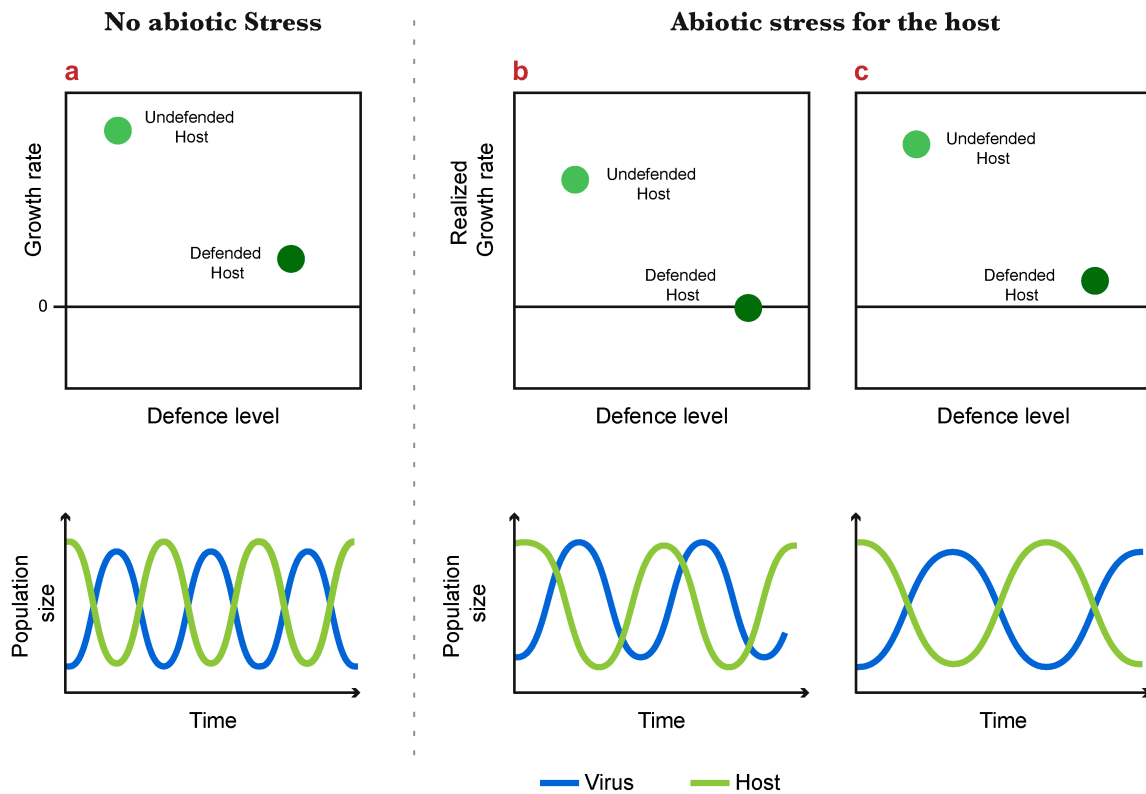 No abiotic Stress
Abiotic stress for the host
a
Growth rate
Undefended
Host
Defended
Host
0
Defence level
b
Realized
Growth rate
Undefended
Host
Defended
Host
Defence level
c
Undefended
Host
Defended
Host
Defence level
Population
size
Time
Population
size
Time
Time
Virus
Host